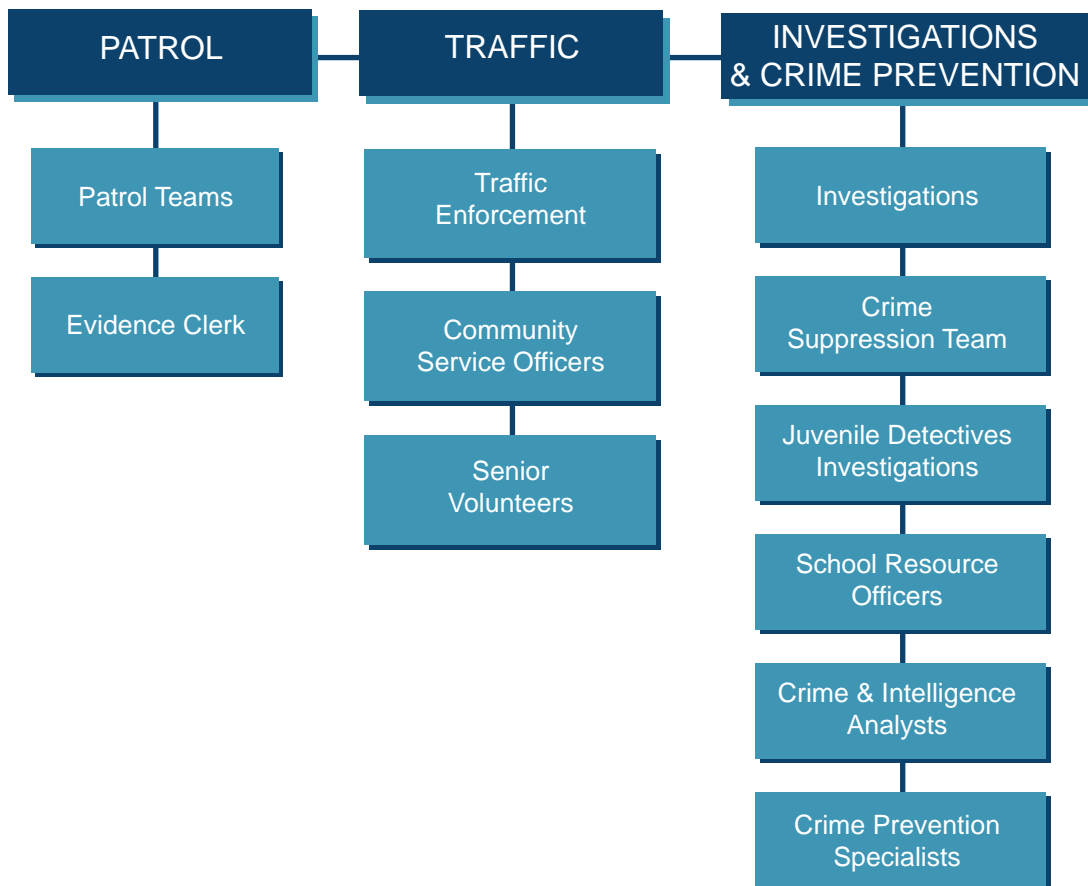 PATROL
Patrol Teams
Evidence Clerk
TRAFFIC
Traffic
Enforcement
Community
Service Officers
Senior
Volunteers
INVESTIGATIONS
& CRIME PREVENTION
Investigations
Crime
Suppression Team
Juvenile Detectives
Investigations
School Resource
Officers
Crime & Intelligence
Analysts
Crime Prevention
Specialists